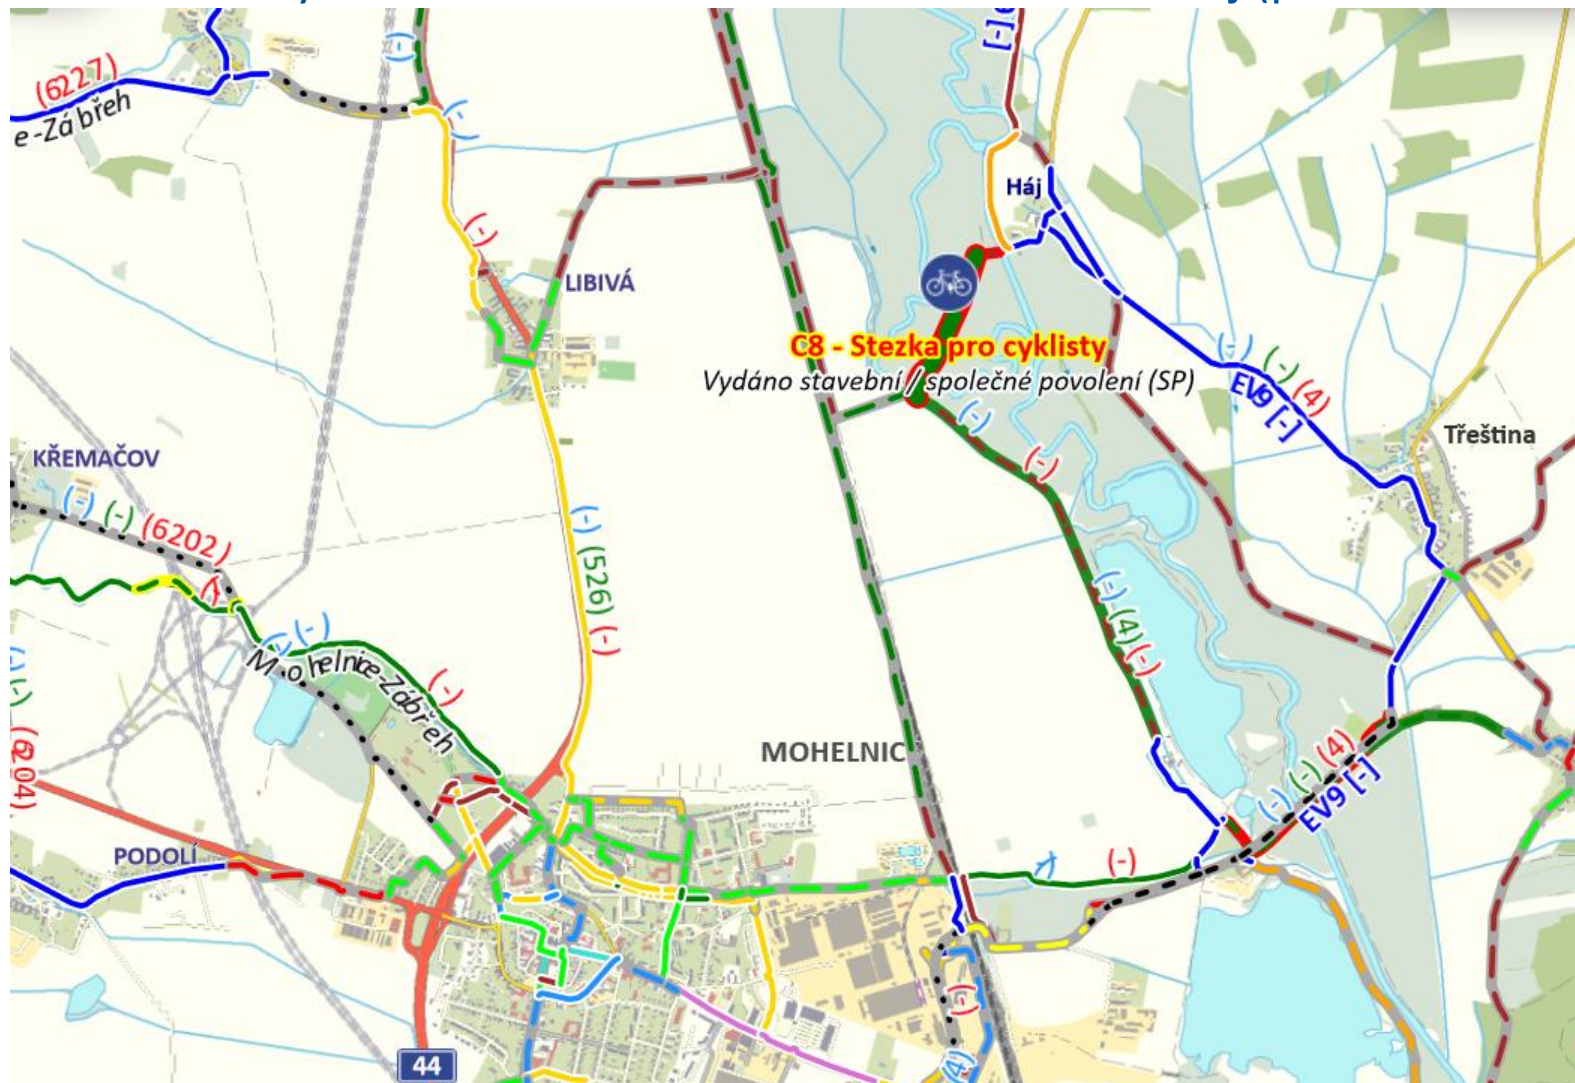 (-)
[-]
(6227)
e-Zábřeh
(-)
Háj
(-)
LIBIVÁ
C8 - Stezka pro cyklisty
Vydáno stavební / společné povolení (SP)
(-) (-) (4)
EV9 [-]
(-)
Třeština
KŘEMAČOV
(-)
(-) (-) (6202)
(-) (526) (-)
(-) (4) (-)
(-)
(-)
Mohelnice-Zábřeh
(-)
(-) (-)
(6204)
MOHELNIC
(-) (-) (4)
EV9 [-]
PODOLÍ
(-)
(-)
44
(4)